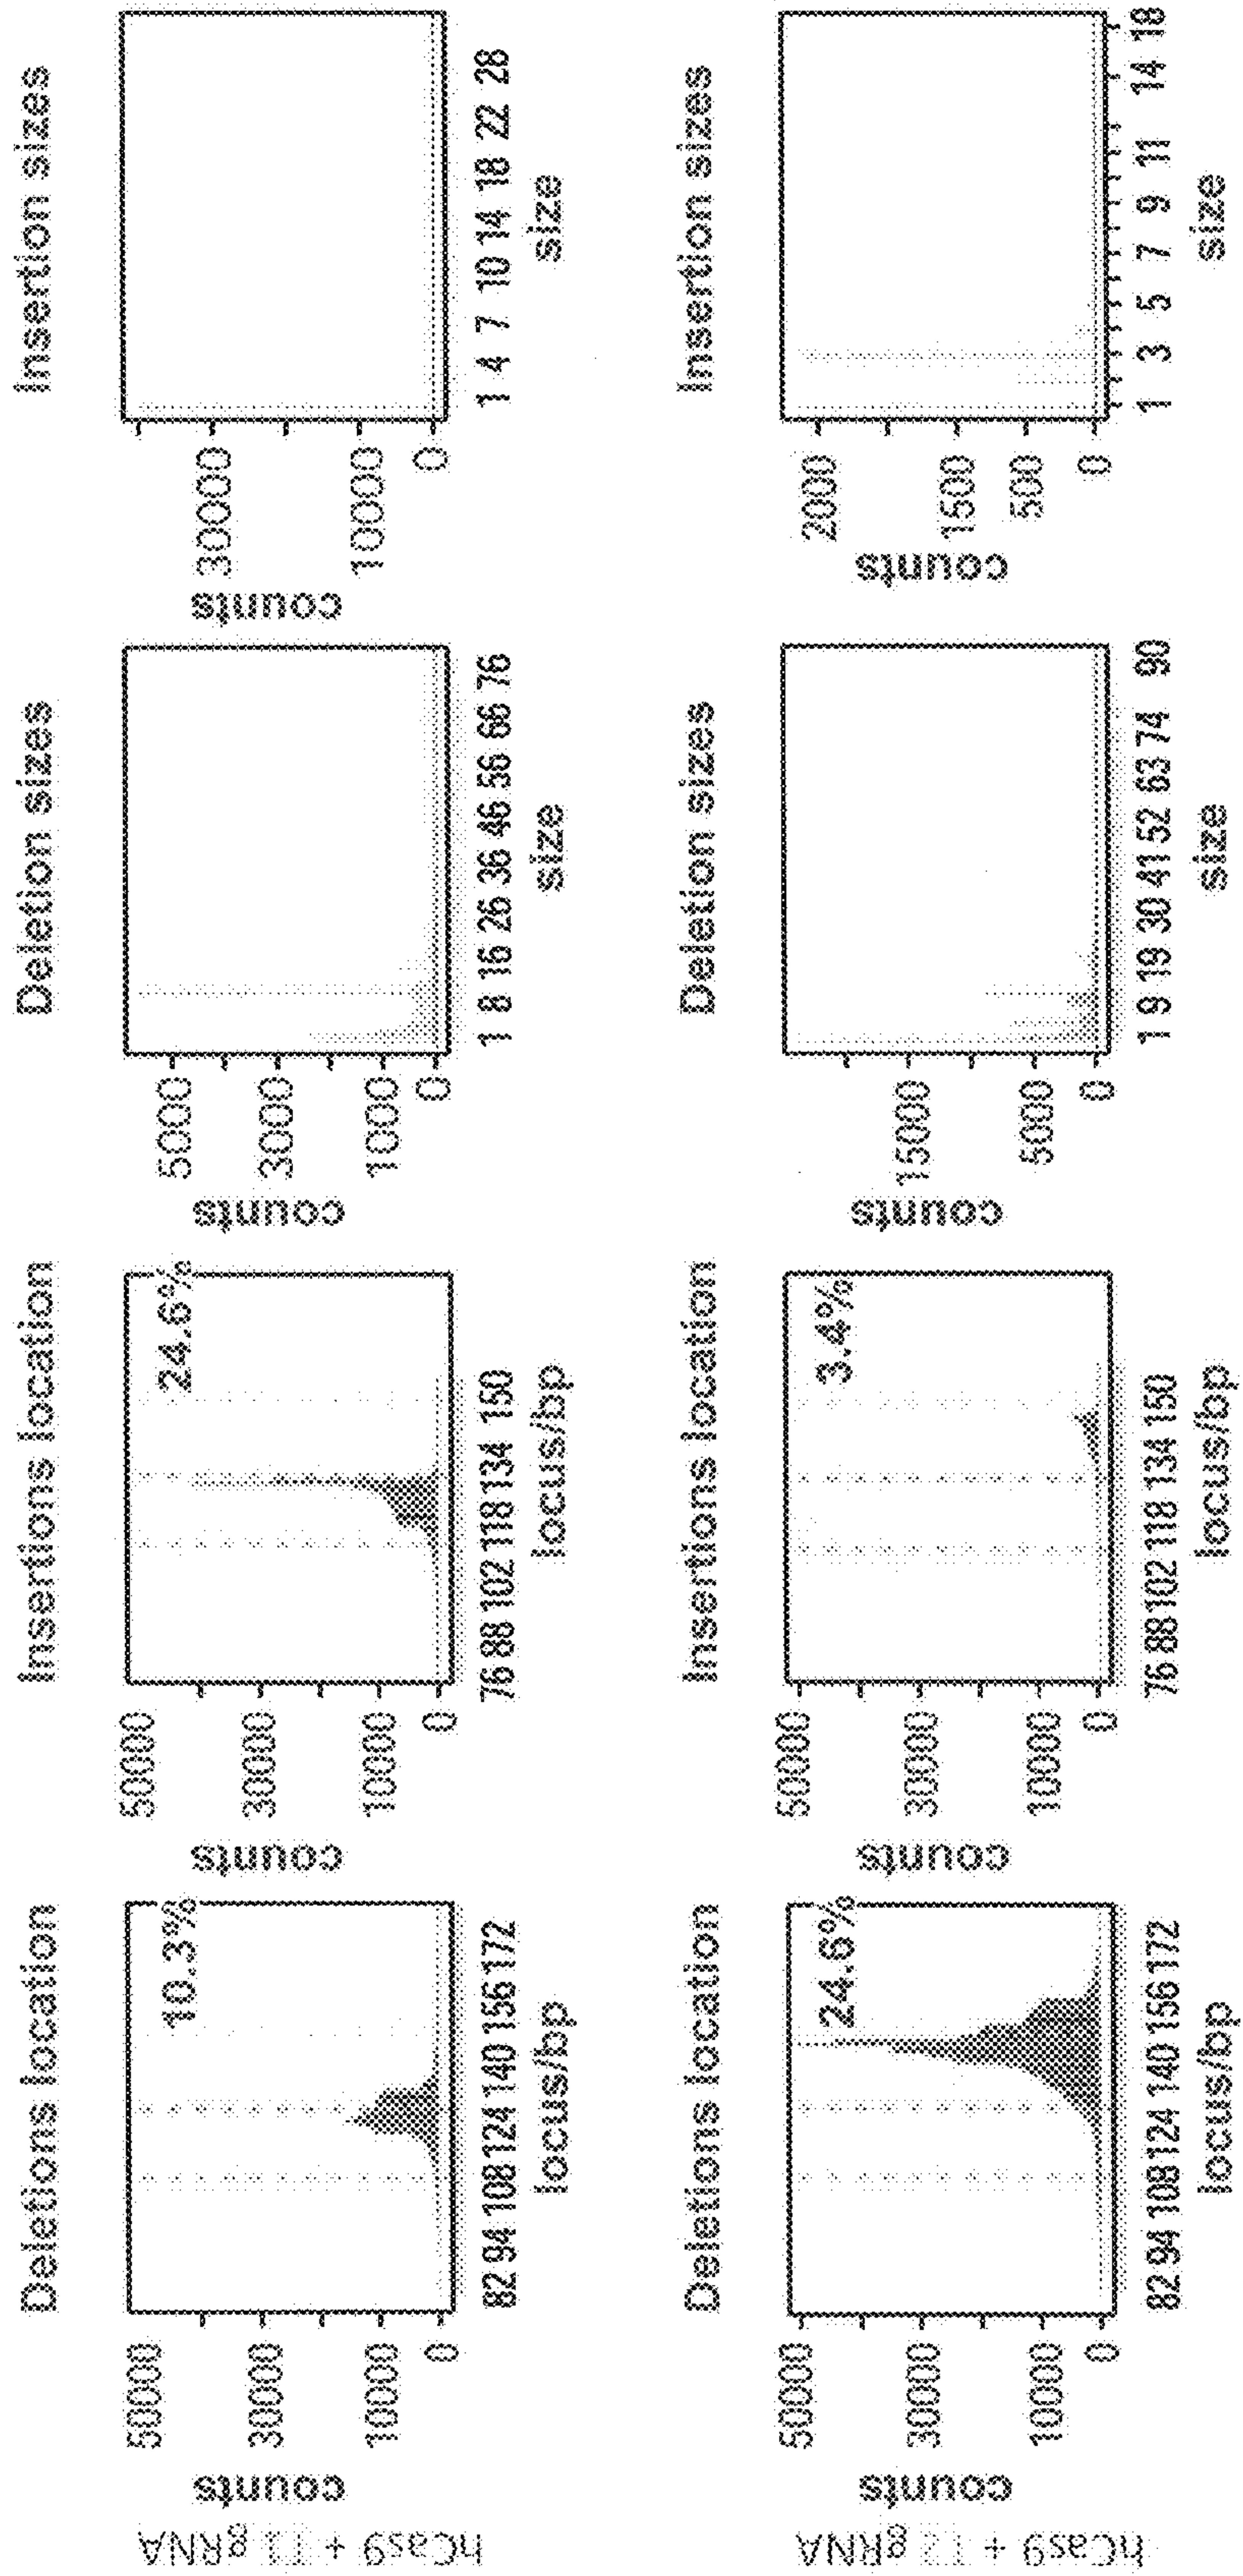 hCas9 + T1 gRNA
Deletions location
counts
50000
30000
10000
0
10.3%
82 94 108 124 140 156 172
locus/bp
Insertions location
counts
50000
30000
10000
0
24.6%
76 88 102 118 134 150
locus/bp
Deletion sizes
counts
5000
3000
1000
0
1 8 16 26 36 46 56 66 76
size
Insertion sizes
counts
30000
10000
0
1 4 7 10 14 18 22 28
size
hCas9 + T2 gRNA
Deletions location
counts
50000
30000
10000
0
24.6%
82 94 108 124 140 156 172
locus/bp
Insertions location
counts
50000
30000
10000
0
3.4%
76 88 102 118 134 150
locus/bp
Deletion sizes
counts
15000
5000
0
1 9 19 30 41 52 63 74 90
size
Insertion sizes
counts
2000
1500
500
0
1 3 5 7 9 11 14 18
size